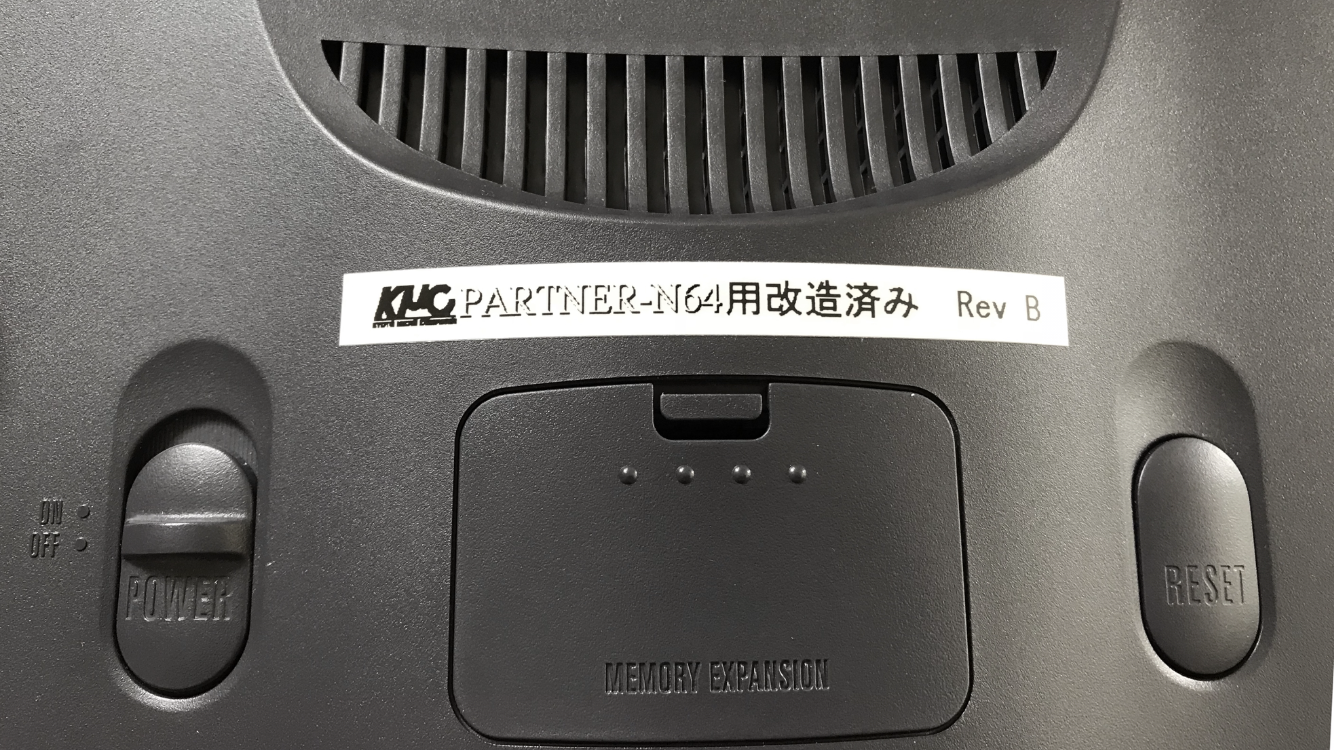 KMC PARTNER-N64用改造済み Rev B
ON
OFF
POWER
RESET
MEMORY EXPANSION